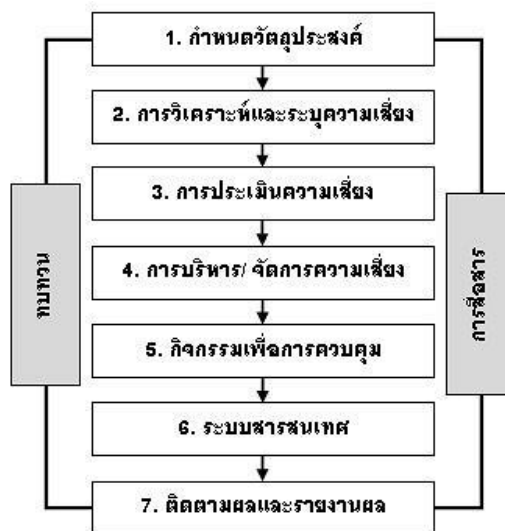 1. กำหนดวัตถุประสงค์
2. การวิเคราะห์และระบุความเสี่ยง
3. การประเมินความเสี่ยง
4. การบริหาร/ จัดการความเสี่ยง
5. กิจกรรมเพื่อการควบคุม
6. ระบบสารสนเทศ
7. ติดตามผลและรายงานผล
ทบทวน
การสื่อสาร